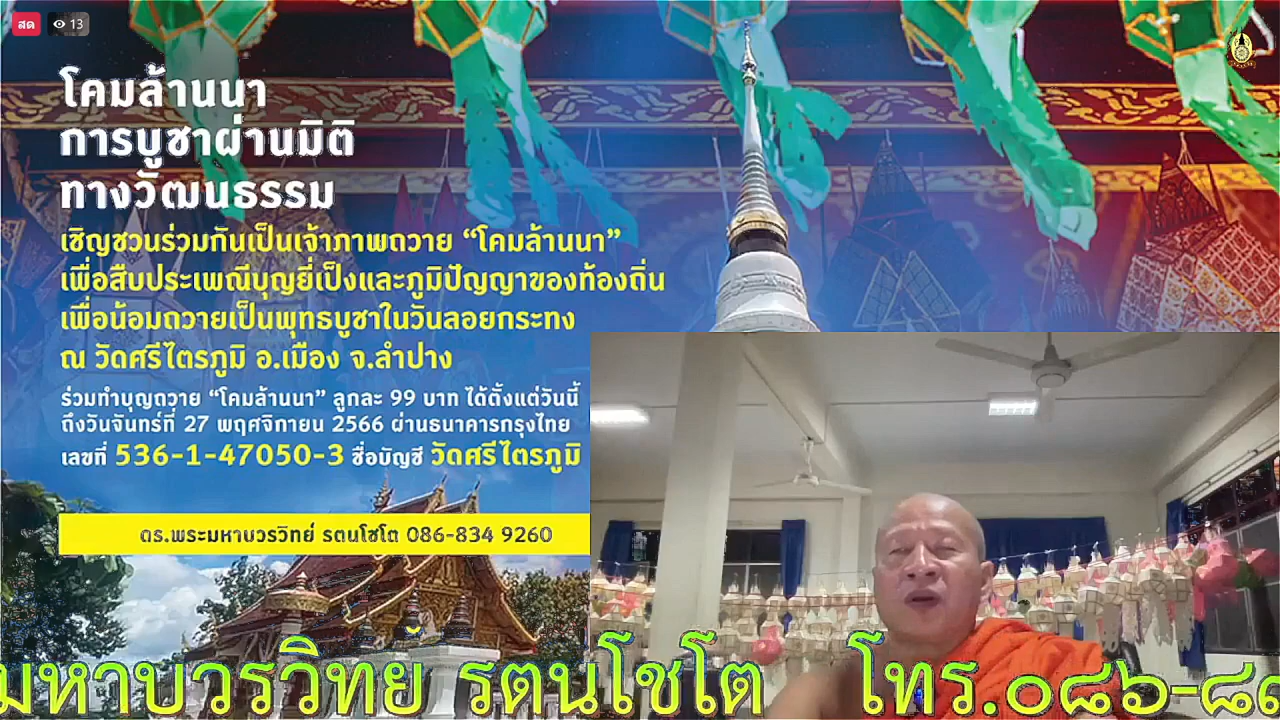 สด 13
โคมล้านนา
การบูชาผ่านมิติ
ทางวัฒนธรรม
เชิญชวนร่วมกันเป็นเจ้าภาพถวาย “โคมล้านนา”
เพื่อสืบประเพณีบุญยี่เป็งและภูมิปัญญาของท้องถิ่น
เพื่อน้อมถวายเป็นพุทธบูชาในวันลอยกระทง
ณ วัดศรีไตรภูมิ อ.เมือง จ.ลำปาง
ร่วมทำบุญถวาย “โคมล้านนา” ลูกละ 99 บาท ได้ตั้งแต่วันนี้
ถึงวันจันทร์ที่ 27 พฤศจิกายน 2566 ผ่านธนาคารกรุงไทย
เลขที่ 536-1-47050-3 ชื่อบัญชี วัดศรีไตรภูมิ
ดร.พระมหาบวรวิทย์ รตนโชโต 086-834 9260
มหาบวรวิทย์ รตนโชโต โทร.๐๘๖-๘